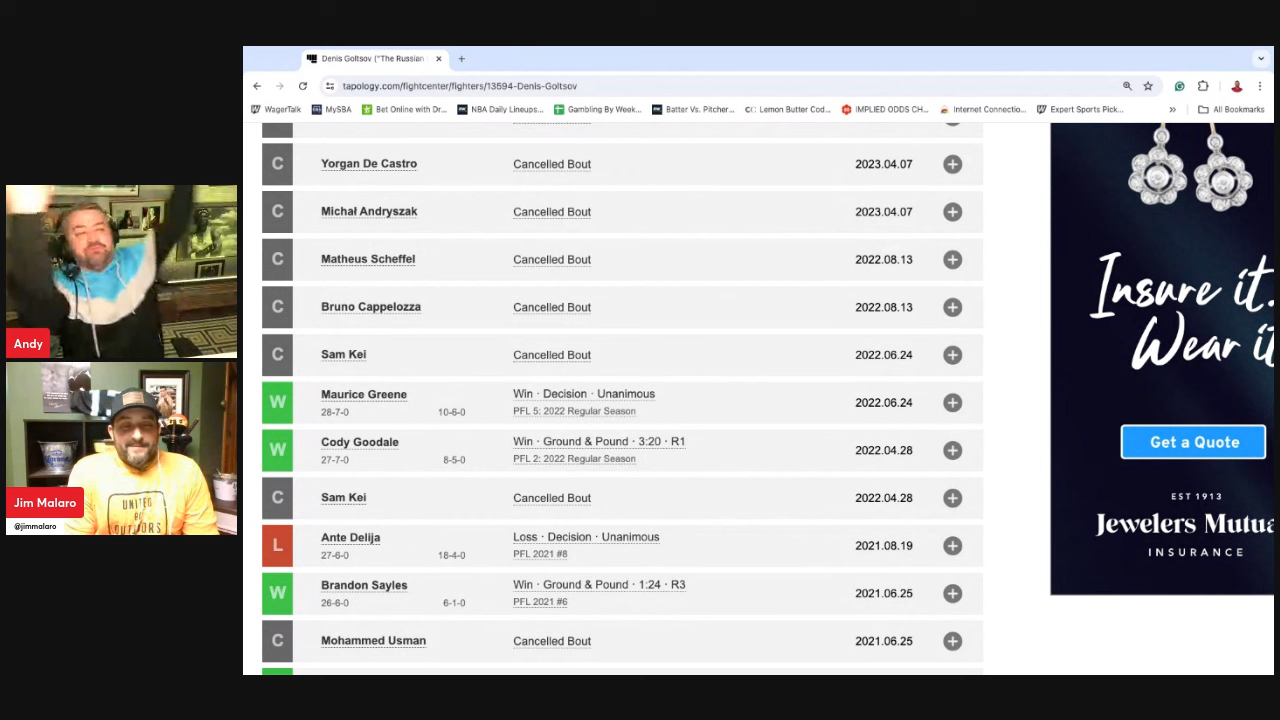 Denis Goltsov ("The Russian
tapology.com/fightcenter/fighters/13594-Denis-Goltsov
WagerTalk
MySBA
Bet Online with Dr...
NBA Daily Lineups...
Gambling By Week...
Batter Vs. Pitcher...
Lemon Butter Cod...
IMPLIED ODDS CH...
Internet Connectio...
Expert Sports Pick...
»
All Bookmarks
C
Yorgan De Castro
Cancelled Bout
2023.04.07
C
Michał Andryszak
Cancelled Bout
2023.04.07
C
Matheus Scheffel
Cancelled Bout
2022.08.13
C
Bruno Cappelozza
Cancelled Bout
2022.08.13
C
Sam Kei
Cancelled Bout
2022.06.24
W
Maurice Greene
28-7-0
10-6-0
Win · Decision · Unanimous
PFL 5: 2022 Regular Season
2022.06.24
W
Cody Goodale
27-7-0
8-5-0
Win · Ground & Pound · 3:20 · R1
PFL 2: 2022 Regular Season
2022.04.28
C
Sam Kei
Cancelled Bout
2022.04.28
L
Ante Delija
27-6-0
18-4-0
Loss · Decision · Unanimous
PFL 2021 #8
2021.08.19
W
Brandon Sayles
26-6-0
6-1-0
Win · Ground & Pound · 1:24 · R3
PFL 2021 #6
2021.06.25
C
Mohammed Usman
Cancelled Bout
2021.06.25
Insure it.
Wear it
Get a Quote
EST 1913
Jewelers Mutua
INSURANCE
Andy
Jim Malaro
@jimmalaro
UNITED
OUTDOORS